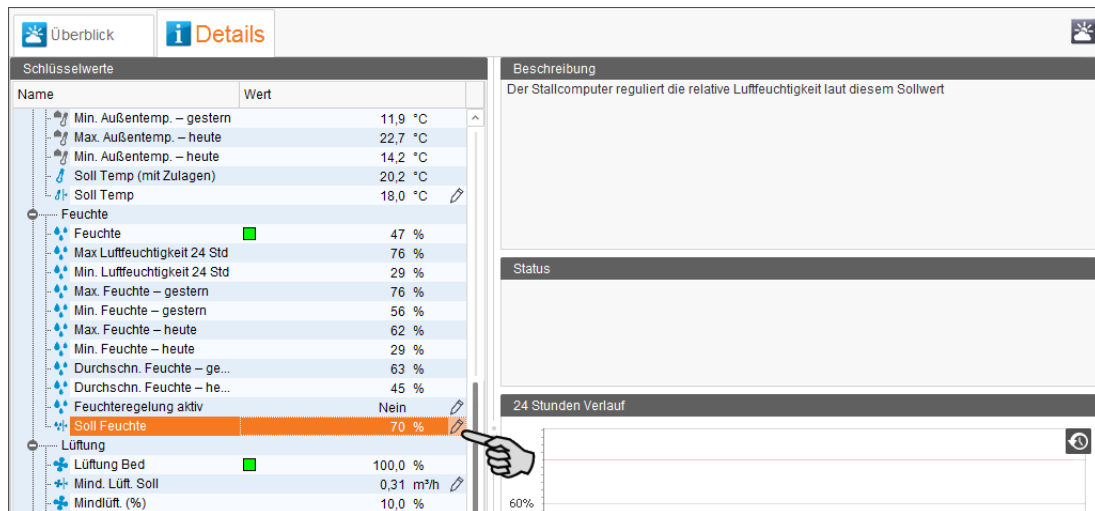 Überblick
Details
Schlüsselwerte
Name Wert
Min. Außentemp. – gestern 11,9 °C
Max. Außentemp. – heute 22,7 °C
Min. Außentemp. – heute 14,2 °C
Soll Temp (mit Zulagen) 20,2 °C
Soll Temp 18,0 °C
Feuchte
Feuchte 47 %
Max Luftfeuchtigkeit 24 Std 76 %
Min. Luftfeuchtigkeit 24 Std 29 %
Max. Feuchte – gestern 76 %
Min. Feuchte – gestern 56 %
Max. Feuchte – heute 62 %
Min. Feuchte – heute 29 %
Durchschn. Feuchte – ge... 63 %
Durchschn. Feuchte – he... 45 %
Feuchteregelung aktiv Nein
Soll Feuchte 70 %
Lüftung
Lüftung Bed 100,0 %
Mind. Lüft. Soll 0,31 m³/h
Mindlüft. (%) 10,0 %
Beschreibung
Der Stallcomputer reguliert die relative Luftfeuchtigkeit laut diesem Sollwert
Status
24 Stunden Verlauf
60%